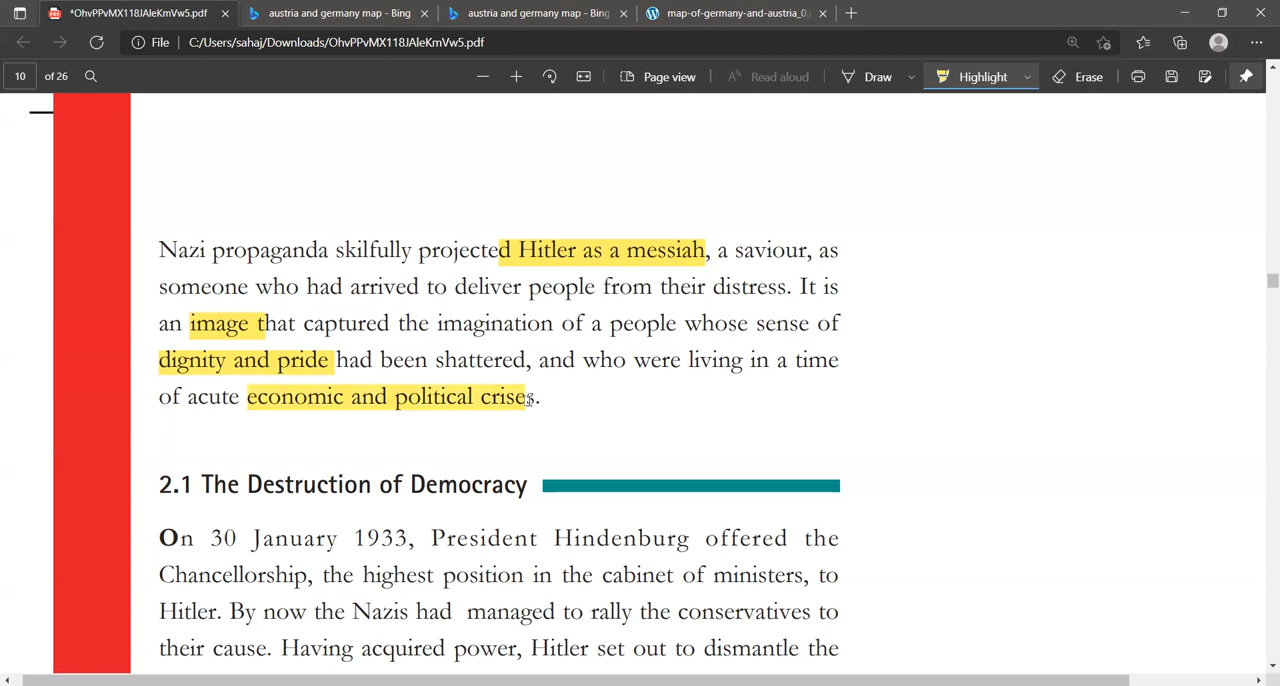 *OhvPPvMX118JAleKmVw5.pdf
austria and germany map - Bing
austria and germany map - Bing
map-of-germany-and-austria_0.j
File
C:/Users/sahaj/Downloads/OhvPPvMX118JAleKmVw5.pdf
10
of 26
Page view
Read aloud
Draw
Highlight
Erase
Nazi propaganda skilfully projected Hitler as a messiah, a saviour, as
someone who had arrived to deliver people from their distress. It is
an image that captured the imagination of a people whose sense of
dignity and pride had been shattered, and who were living in a time
of acute economic and political crises.
2.1 The Destruction of Democracy
On 30 January 1933, President Hindenburg offered the
Chancellorship, the highest position in the cabinet of ministers, to
Hitler. By now the Nazis had managed to rally the conservatives to
their cause. Having acquired power, Hitler set out to dismantle the